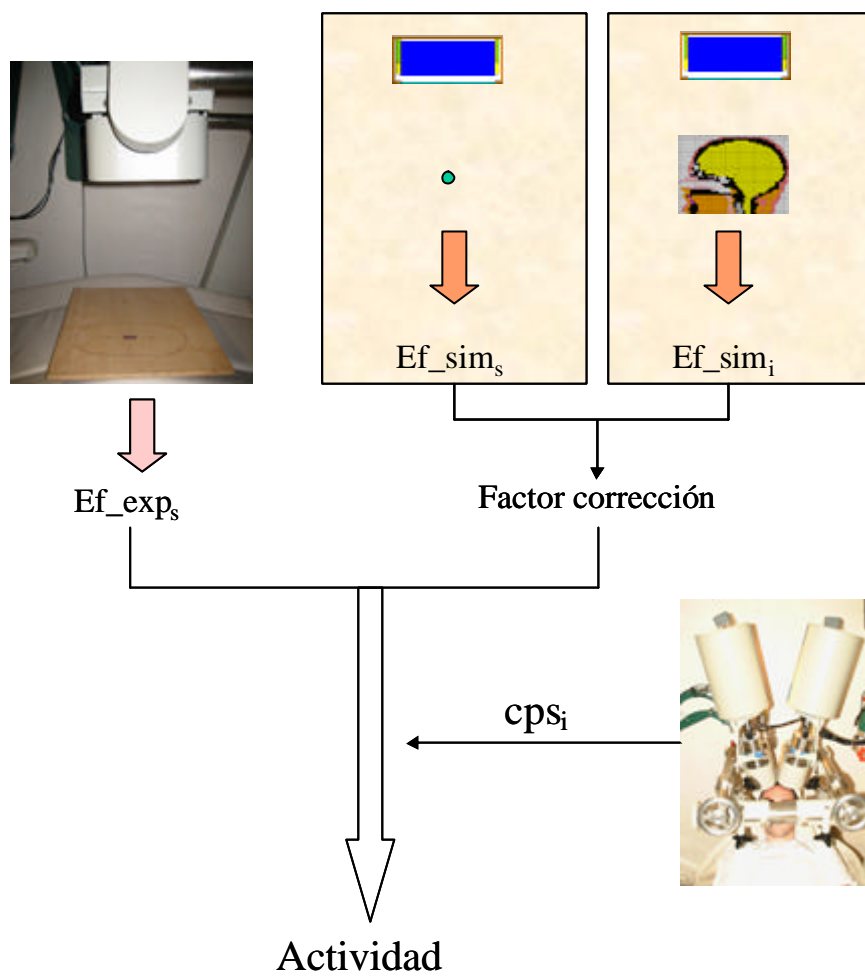 Ef_sim_s
Ef_sim_i
Ef_exp_s
Factor corrección
cps_i
Actividad